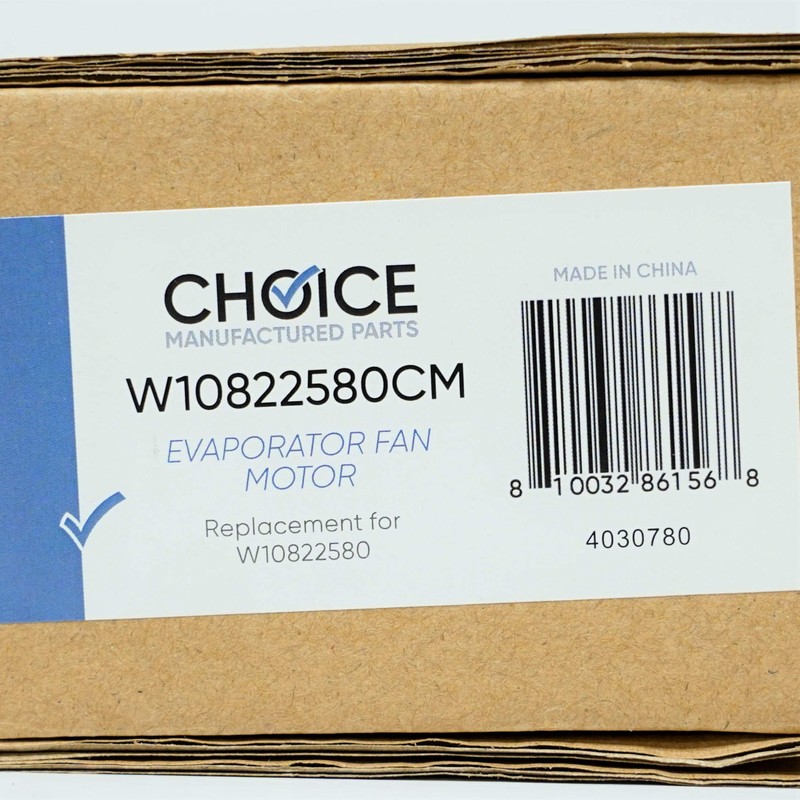 CHOICE
MANUFACTURED PARTS
W10822580CM
EVAPORATOR FAN
MOTOR
Replacement for
W10822580
MADE IN CHINA
8 10032 86156 8
4030780